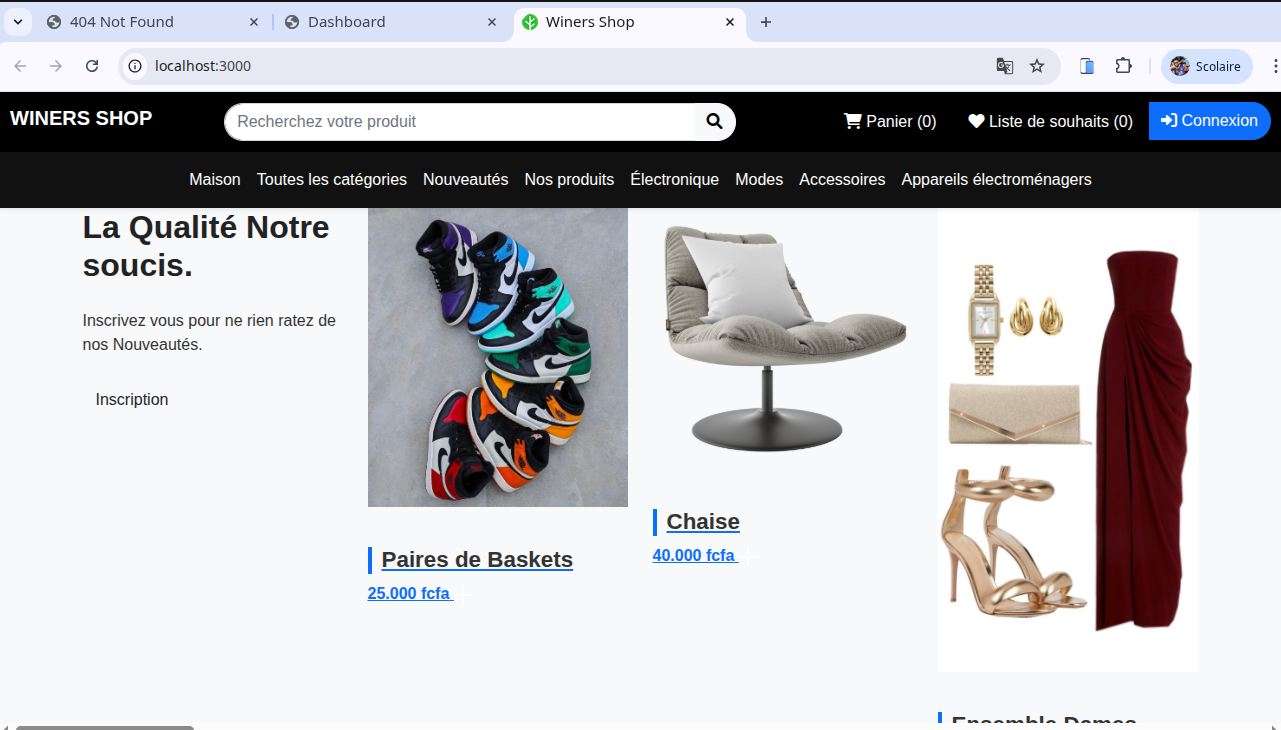 404 Not Found
Dashboard
Winers Shop
localhost:3000
Scolaire
WINERS SHOP
Recherchez votre produit
Panier (0)
Liste de souhaits (0)
Connexion
Maison
Toutes les catégories
Nouveautés
Nos produits
Électronique
Modes
Accessoires
Appareils électroménagers
La Qualité Notre
soucis.
Inscrivez vous pour ne rien ratez de
nos Nouveautés.
Inscription
Paires de Baskets
25.000 fcfa
Chaise
40.000 fcfa
Ensemble Dames